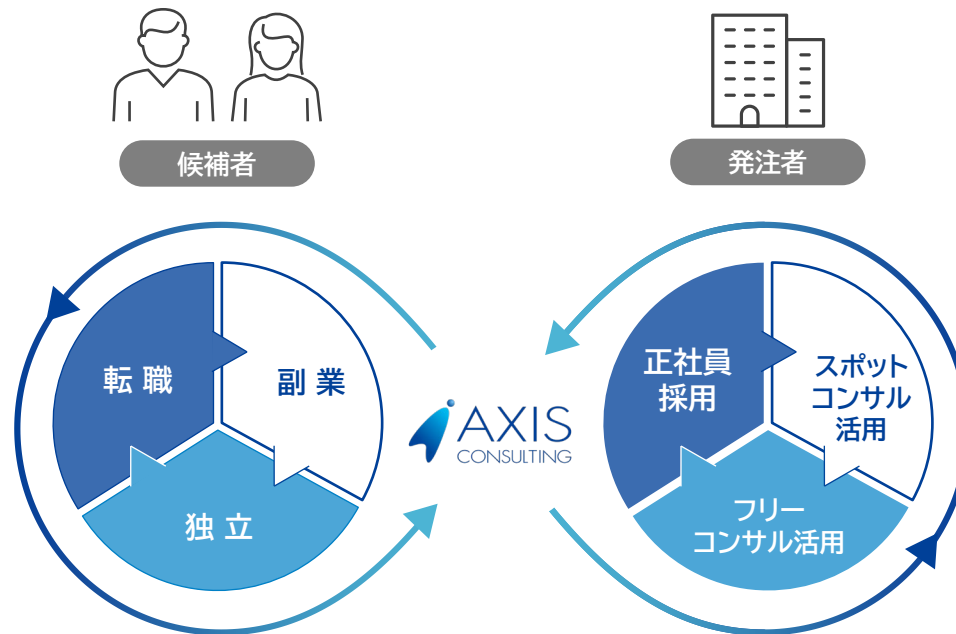 候補者
発注者
転職
副業
独立
AXIS
CONSULTING
正社員
採用
スポット
コンサル
活用
フリー
コンサル活用